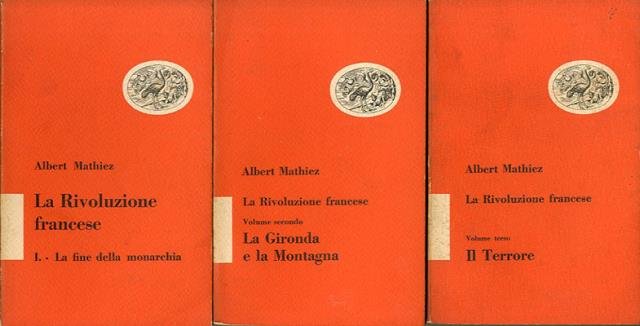 Albert Mathiez
La Rivoluzione
francese
I. - La fine della monarchia
Albert Mathiez
La Rivoluzione francese
Volume secondo
La Gironda
e la Montagna
Albert Mathiez
La Rivoluzione francese
Volume terzo
Il Terrore